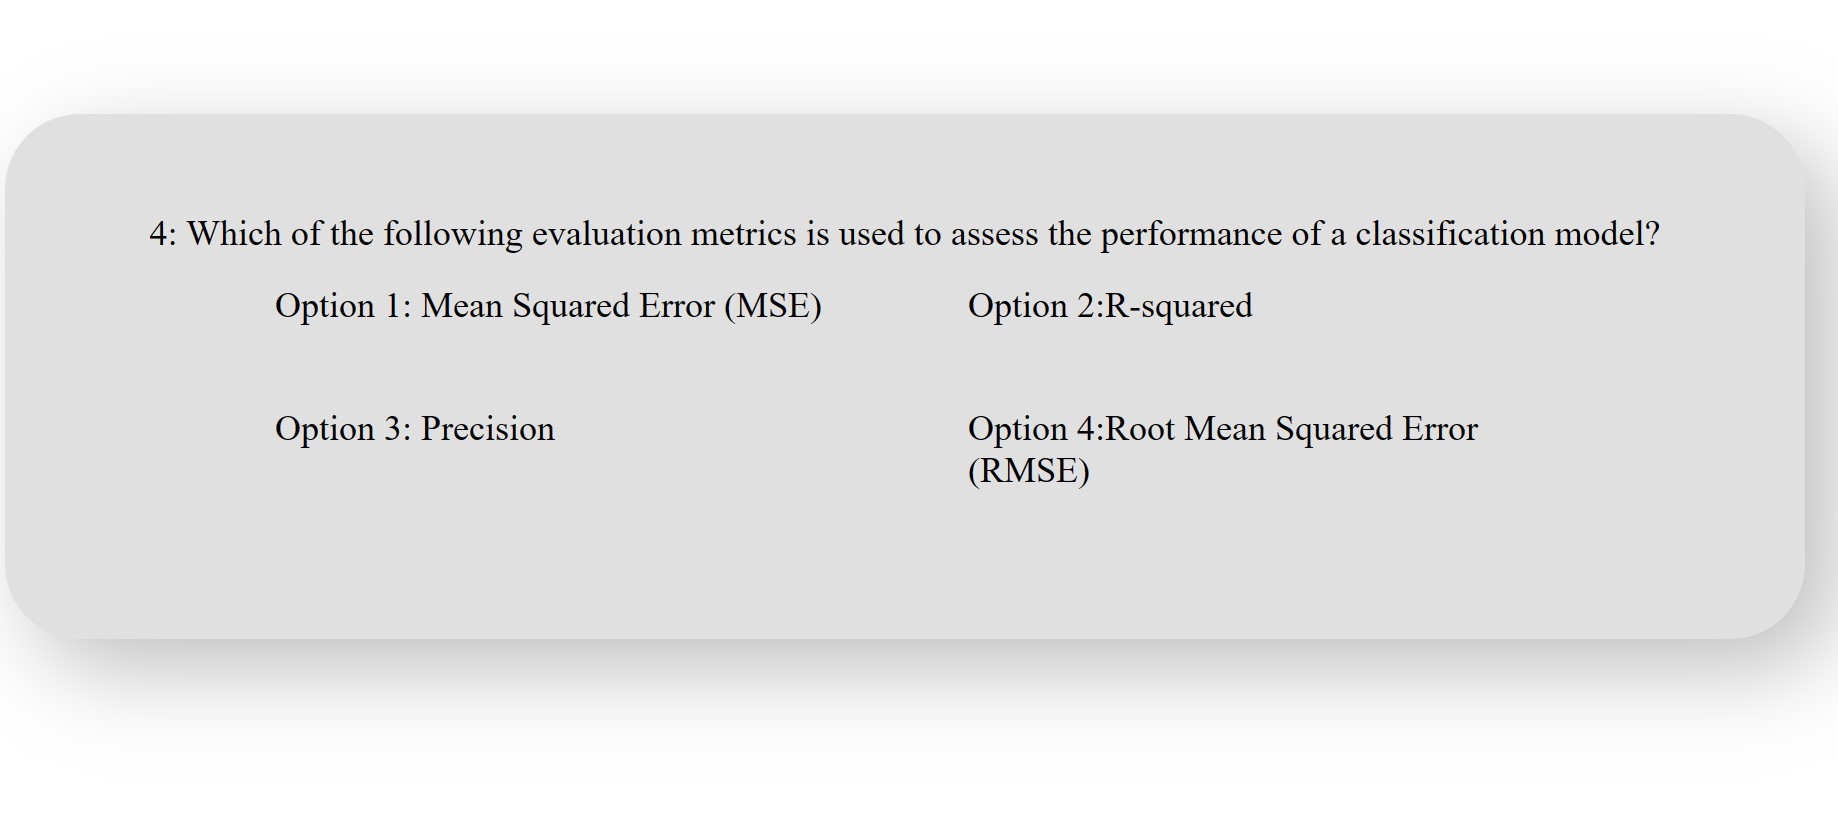 4: Which of the following evaluation metrics is used to assess the performance of a classification model?
Option 1: Mean Squared Error (MSE)
Option 2:R-squared
Option 3: Precision
Option 4:Root Mean Squared Error
(RMSE)